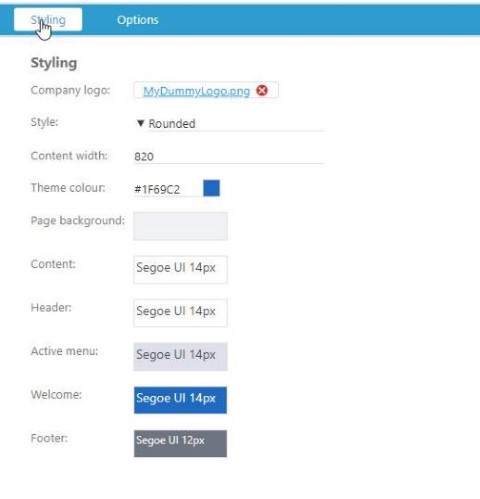 Styling Options
Styling
Company logo: MyDummyLogo.png
Style: ▼ Rounded
Content width: 820
Theme colour: #1F69C2
Page background:
Content: Segoe UI 14px
Header: Segoe UI 14px
Active menu: Segoe UI 14px
Welcome: Segoe UI 14px
Footer: Segoe UI 12px